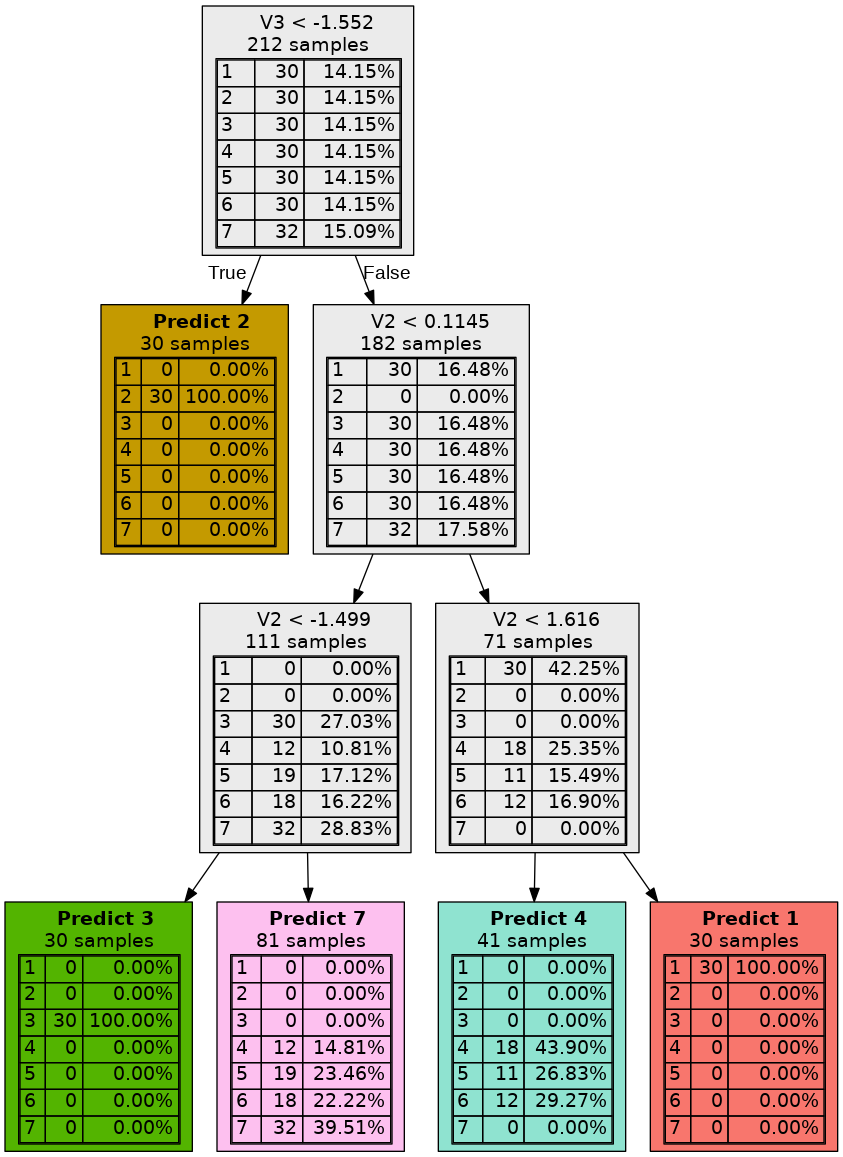 V3 < -1.552
212 samples
1 30 14.15%
2 30 14.15%
3 30 14.15%
4 30 14.15%
5 30 14.15%
6 30 14.15%
7 32 15.09%
True
False
Predict 2
30 samples
1 0 0.00%
2 30 100.00%
3 0 0.00%
4 0 0.00%
5 0 0.00%
6 0 0.00%
7 0 0.00%
V2 < 0.1145
182 samples
1 30 16.48%
2 0 0.00%
3 30 16.48%
4 30 16.48%
5 30 16.48%
6 30 16.48%
7 32 17.58%
V2 < -1.499
111 samples
1 0 0.00%
2 0 0.00%
3 30 27.03%
4 12 10.81%
5 19 17.12%
6 18 16.22%
7 32 28.83%
V2 < 1.616
71 samples
1 30 42.25%
2 0 0.00%
3 0 0.00%
4 18 25.35%
5 11 15.49%
6 12 16.90%
7 0 0.00%
Predict 3
30 samples
1 0 0.00%
2 0 0.00%
3 30 100.00%
4 0 0.00%
5 0 0.00%
6 0 0.00%
7 0 0.00%
Predict 7
81 samples
1 0 0.00%
2 0 0.00%
3 0 0.00%
4 12 14.81%
5 19 23.46%
6 18 22.22%
7 32 39.51%
Predict 4
41 samples
1 0 0.00%
2 0 0.00%
3 0 0.00%
4 18 43.90%
5 11 26.83%
6 12 29.27%
7 0 0.00%
Predict 1
30 samples
1 30 100.00%
2 0 0.00%
3 0 0.00%
4 0 0.00%
5 0 0.00%
6 0 0.00%
7 0 0.00%